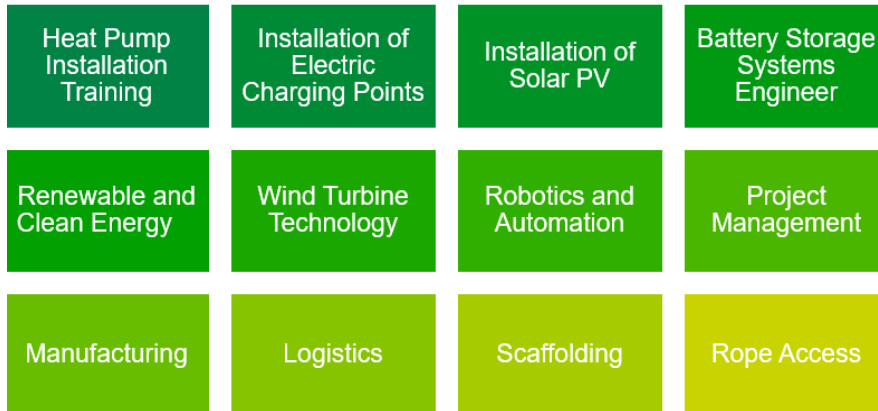 Heat Pump
Installation
Training
Installation of
Electric
Charging Points
Installation of
Solar PV
Battery Storage
Systems
Engineer
Renewable and
Clean Energy
Wind Turbine
Technology
Robotics and
Automation
Project
Management
Manufacturing
Logistics
Scaffolding
Rope Access